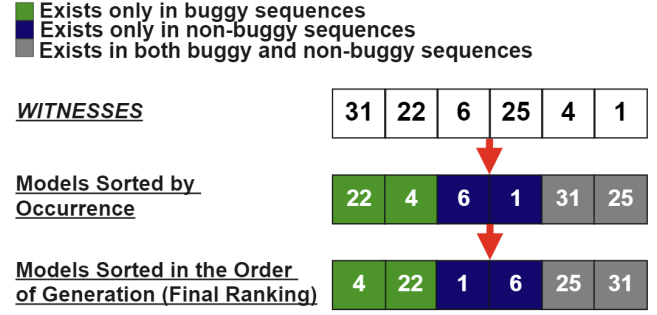 Exists only in buggy sequences
Exists only in non-buggy sequences
Exists in both buggy and non-buggy sequences
WITNESSES 31 22 6 25 4 1
Models Sorted by
Occurrence
22 4 6 1 31 25
Models Sorted in the Order
of Generation (Final Ranking)
4 22 1 6 25 31